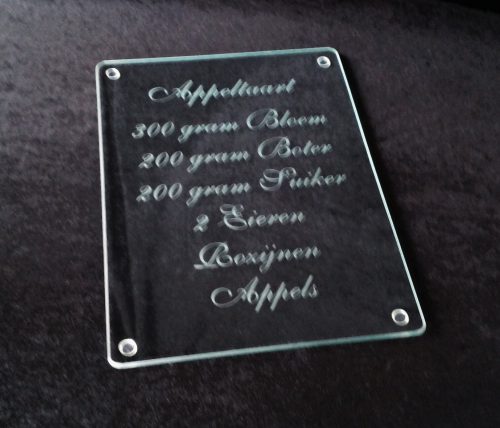 Appeltaart
300 gram Bloem
200 gram Boter
200 gram Suiker
2 Eieren
Rozijnen
Appels